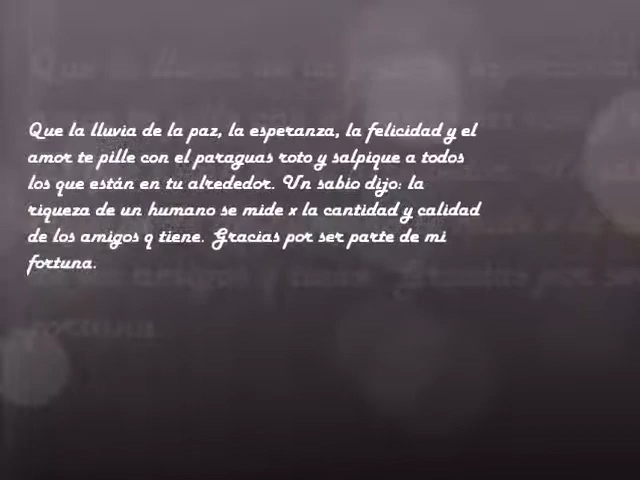 Que la lluvia de la paz, la esperanza, la felicidad y el
amor te pille con el paraguas roto y salpique a todos
los que están en tu alrededor. Un sabio dijo: la
riqueza de un humano se mide x la cantidad y calidad
de los amigos q tiene. Gracias por ser parte de mi
fortuna.